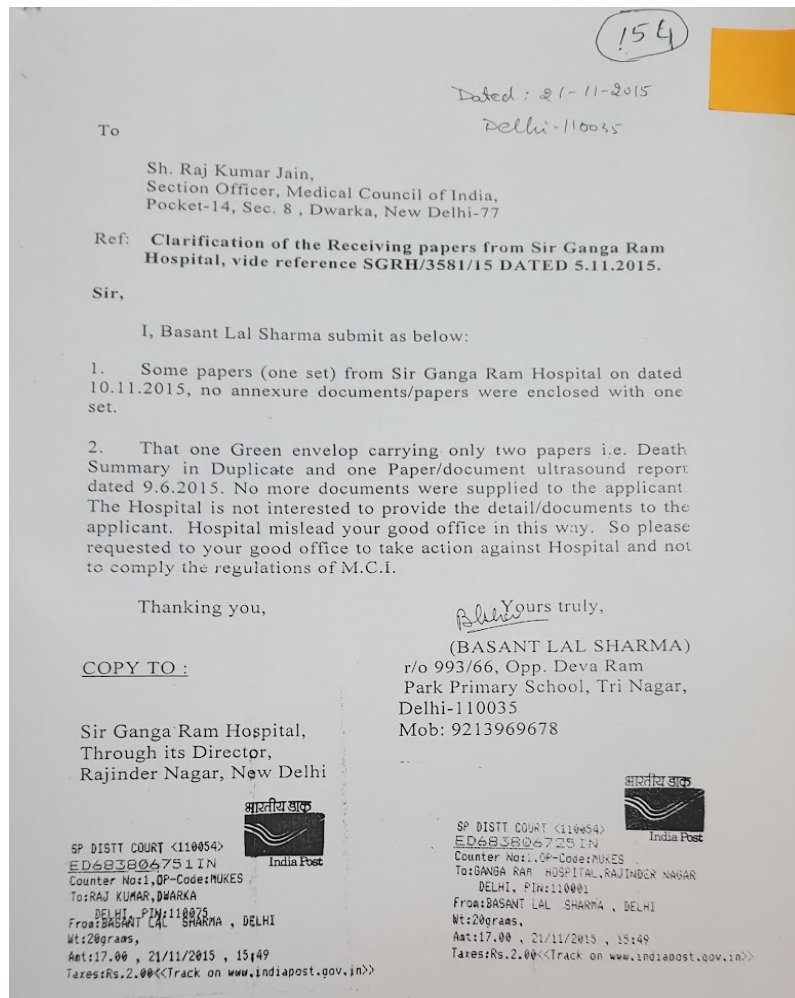 154
Dated : 21-11-2015
Delhi-110035
To
Sh. Raj Kumar Jain,
Section Officer, Medical Council of India,
Pocket-14, Sec. 8 , Dwarka, New Delhi-77
Ref: Clarification of the Receiving papers from Sir Ganga Ram
Hospital, vide reference SGRH/3581/15 DATED 5.11.2015.
Sir,
I, Basant Lal Sharma submit as below:
1. Some papers (one set) from Sir Ganga Ram Hospital on dated
10.11.2015, no annexure documents/papers were enclosed with one
set.
2. That one Green envelop carrying only two papers i.e. Death
Summary in Duplicate and one Paper/document ultrasound report
dated 9.6.2015. No more documents were supplied to the applicant
The Hospital is not interested to provide the detail/documents to the
applicant. Hospital mislead your good office in this way. So please
requested to your good office to take action against Hospital and not
to comply the regulations of M.C.I.
Thanking you,
Yours truly,
(BASANT LAL SHARMA)
r/o 993/66, Opp. Deva Ram
Park Primary School, Tri Nagar,
Delhi-110035
Mob: 9213969678
COPY TO :
Sir Ganga Ram Hospital,
Through its Director,
Rajinder Nagar, New Delhi
भारतीय डाक
India Post
SP DISTT COURT <110054>
ED683806751IN
Counter No:1,OP-Code:MUKES
To:RAJ KUMAR,DWARKA
DELHI, PIN:110075
From:BASANT LAL SHARMA , DELHI
Wt:20grams,
Amt:17.00 , 21/11/2015 , 15:49
Taxes:Rs.2.00<<Track on www.indiapost.gov.in>>
भारतीय डाक
India Post
SP DISTT COURT <110054>
ED683806725IN
Counter No:1,OP-Code:MUKES
To:GANGA RAM HOSPITAL,RAJINDER NAGAR
DELHI, PIN:110001
From:BASANT LAL SHARMA , DELHI
Wt:20grams,
Amt:17.00 , 21/11/2015 , 15:49
Taxes:Rs.2.00<<Track on www.indiapost.gov.in>>